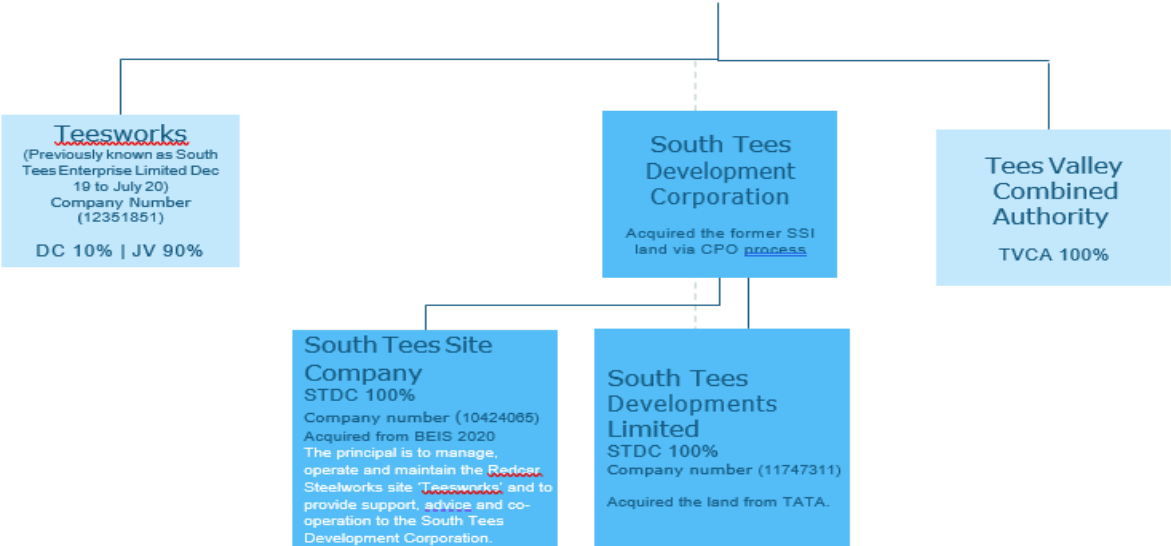 Teesworks
(Previously known as South
Tees Enterprise Limited Dec
19 to July 20)
Company Number
(12351851)
DC 10% | JV 90%
South Tees
Development
Corporation
Acquired the former SSI
land via CPO process
Tees Valley
Combined
Authority
TVCA 100%
South Tees Site
Company
STDC 100%
Company number (10424065)
Acquired from BEIS 2020
The principal is to manage,
operate and maintain the Redcar
Steelworks site 'Teesworks' and to
provide support, advice and co-
operation to the South Tees
Development Corporation.
South Tees
Developments
Limited
STDC 100%
Company number (11747311)
Acquired the land from TATA.